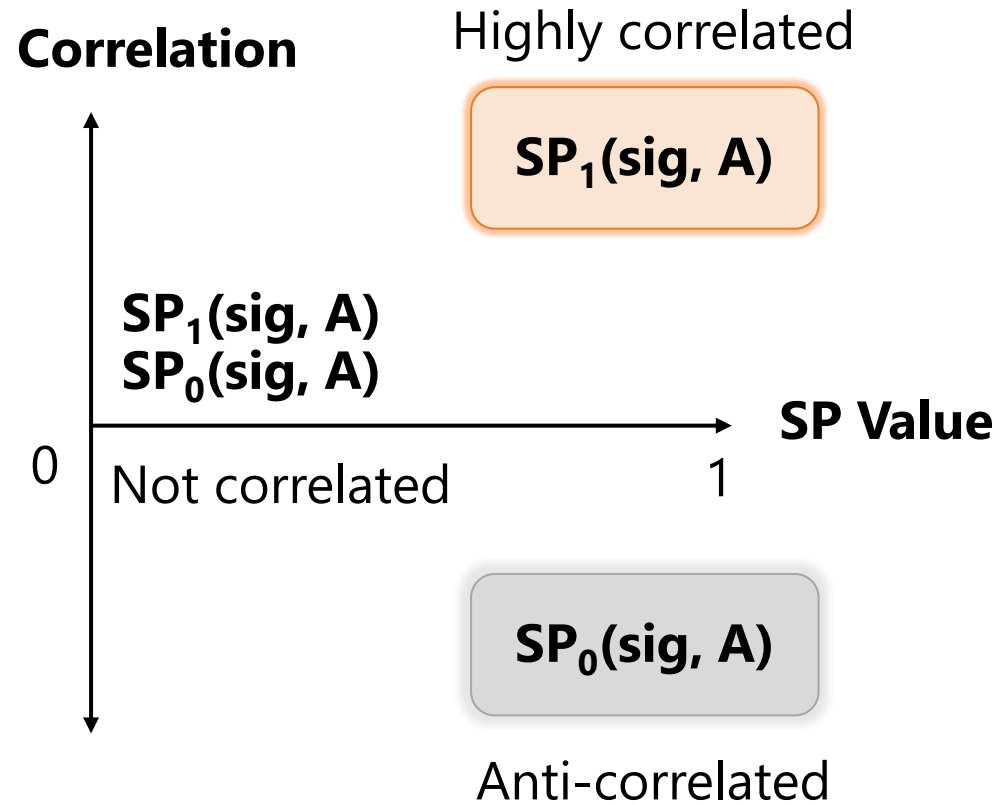 Highly correlated
Correlation
SP₁(sig, A)
SP₁(sig, A)
SP₀(sig, A)
SP Value
0
1
Not correlated
SP₀(sig, A)
Anti-correlated